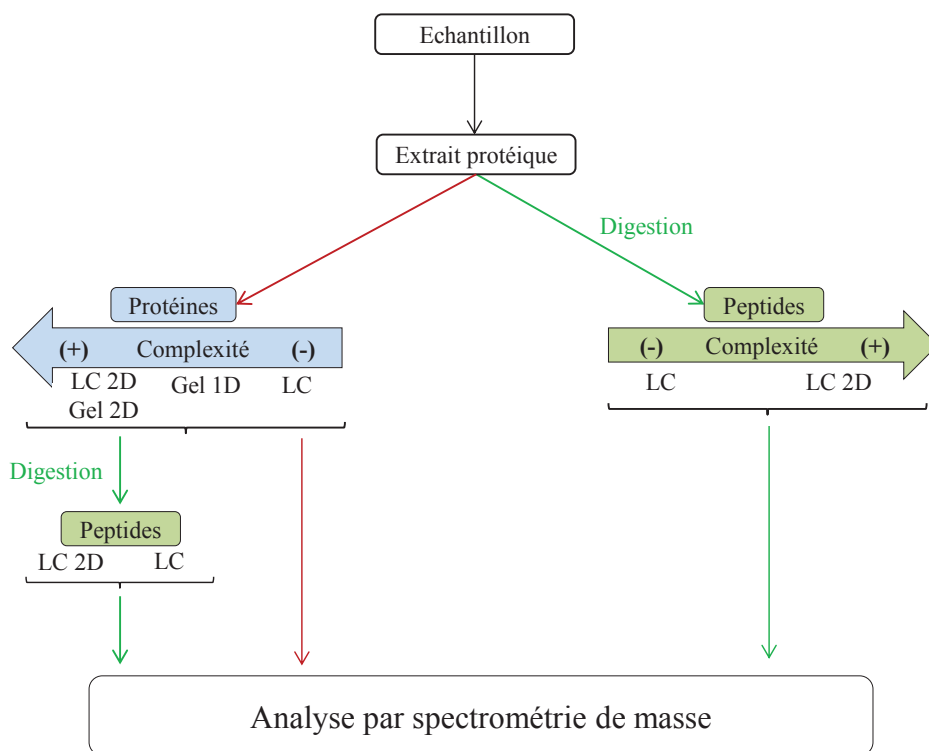 Echantillon
Extrait protéique
Digestion
Protéines
(+) Complexité (-)
LC 2D Gel 1D LC
Gel 2D
Peptides
(-) Complexité (+)
LC LC 2D
Digestion
Peptides
LC 2D LC
Analyse par spectrométrie de masse